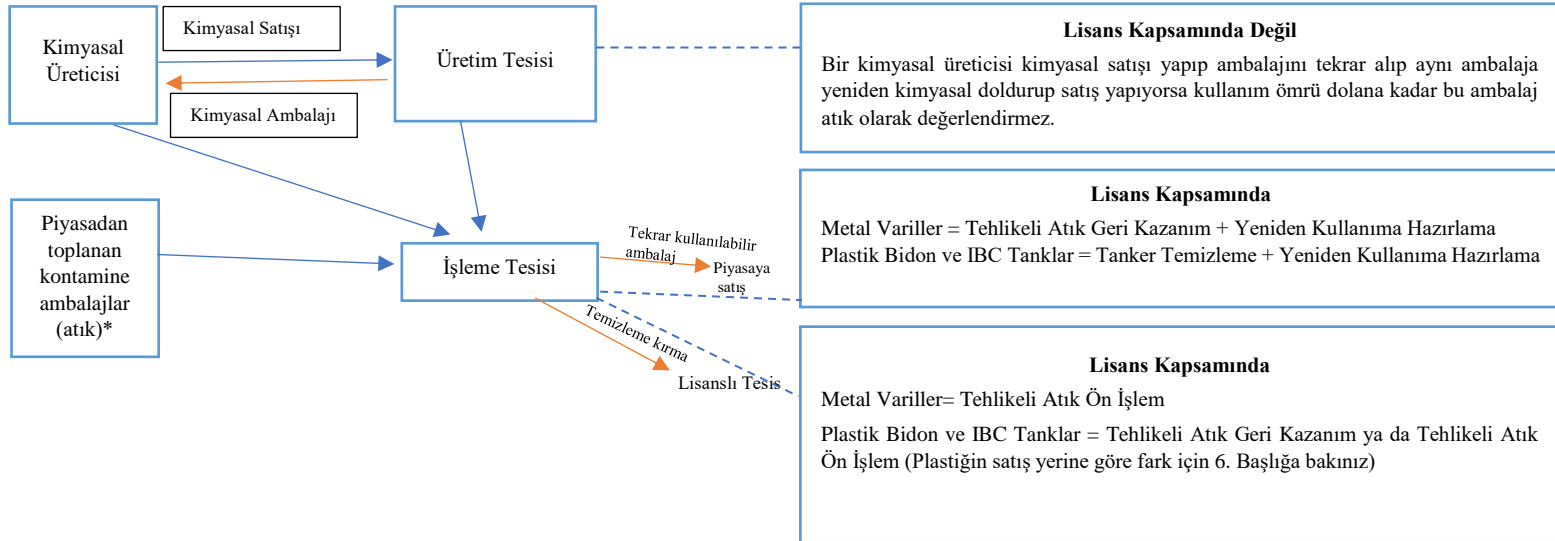 Kimyasal
Üreticisi
Kimyasal Satışı
Kimyasal Ambalajı
Üretim Tesisi
Lisans Kapsamında Değil
Bir kimyasal üreticisi kimyasal satışı yapıp ambalajını tekrar alıp aynı ambalaja
yeniden kimyasal doldurup satış yapıyorsa kullanım ömrü dolana kadar bu ambalaj
atık olarak değerlendirmez.
Piyasadan
toplanan
kontamine
ambalajlar
(atık)*
İşleme Tesisi
Tekrar kullanılabilir
ambalaj
Piyasaya
satış
Temizleme kırma
Lisanslı Tesis
Lisans Kapsamında
Metal Variller = Tehlikeli Atık Geri Kazanım + Yeniden Kullanıma Hazırlama
Plastik Bidon ve IBC Tanklar = Tanker Temizleme + Yeniden Kullanıma Hazırlama
Lisans Kapsamında
Metal Variller= Tehlikeli Atık Ön İşlem
Plastik Bidon ve IBC Tanklar = Tehlikeli Atık Geri Kazanım ya da Tehlikeli Atık
Ön İşlem (Plastiğin satış yerine göre fark için 6. Başlığa bakınız)